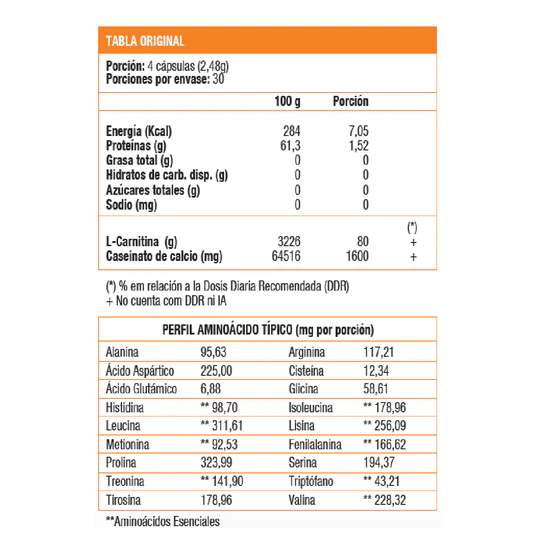 TABLA ORIGINAL
Porción: 4 cápsulas (2,48g)
Porciones por envase: 30
100 g Porción
Energía (Kcal) 284 7,05
Proteínas (g) 61,3 1,52
Grasa total (g) 0 0
Hidratos de carb. disp. (g) 0 0
Azúcares totales (g) 0 0
Sodio (mg) 0 0
(*)
L-Carnitina (g) 3226 80 +
Caseinato de calcio (mg) 64516 1600 +
(*) % em relación a la Dosis Diaria Recomendada (DDR)
+ No cuenta com DDR ni IA
PERFIL AMINOÁCIDO TÍPICO (mg por porción)
Alanina 95,63 Arginina 117,21
Ácido Aspártico 225,00 Cisteína 12,34
Ácido Glutámico 6,88 Glicina 58,61
Histidina ** 98,70 Isoleucina ** 178,96
Leucina ** 311,61 Lisina ** 256,09
Metionina ** 92,53 Fenilalanina ** 166,62
Prolina 323,99 Serina 194,37
Treonina ** 141,90 Triptófano ** 43,21
Tirosina 178,96 Valina ** 228,32
**Aminoácidos Esenciales